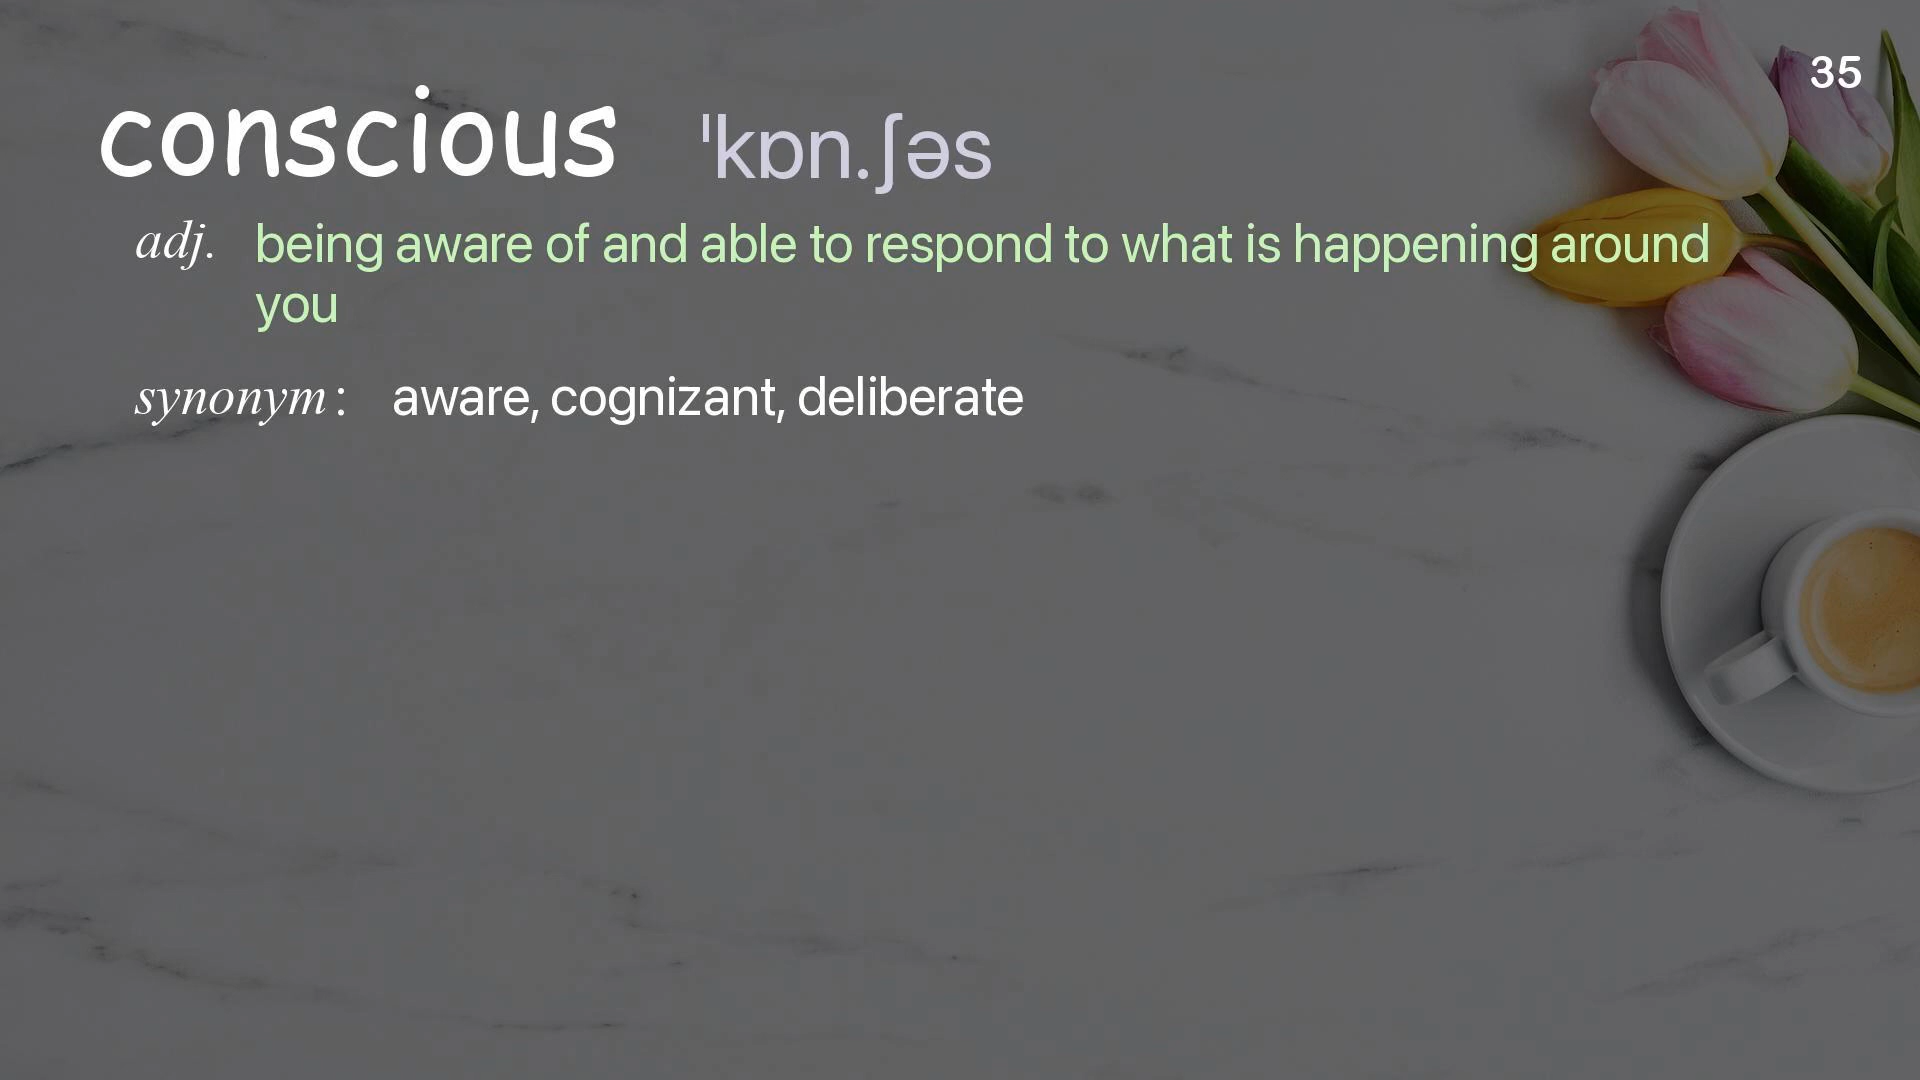 35
conscious ˈkɒn.ʃəs
adj. being aware of and able to respond to what is happening around
you
synonym: aware, cognizant, deliberate